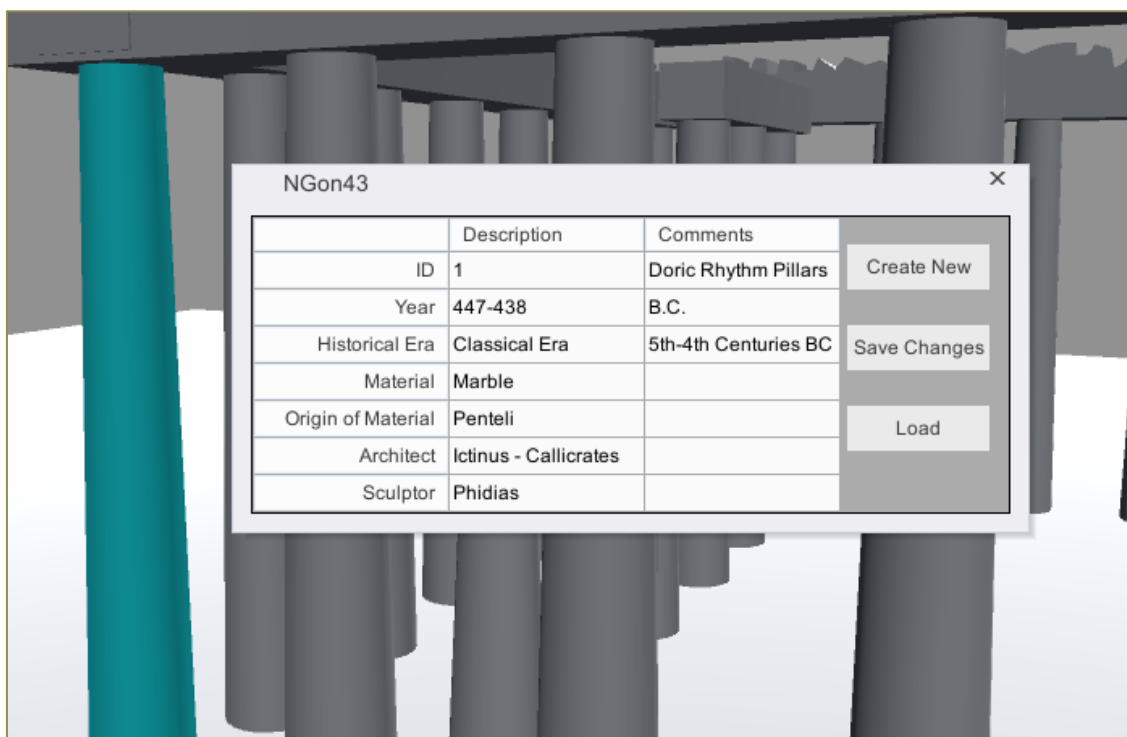 NGon43 ×
Description Comments
ID 1 Doric Rhythm Pillars
Year 447-438 B.C.
Historical Era Classical Era 5th-4th Centuries BC
Material Marble
Origin of Material Penteli
Architect Ictinus - Callicrates
Sculptor Phidias
Create New
Save Changes
Load